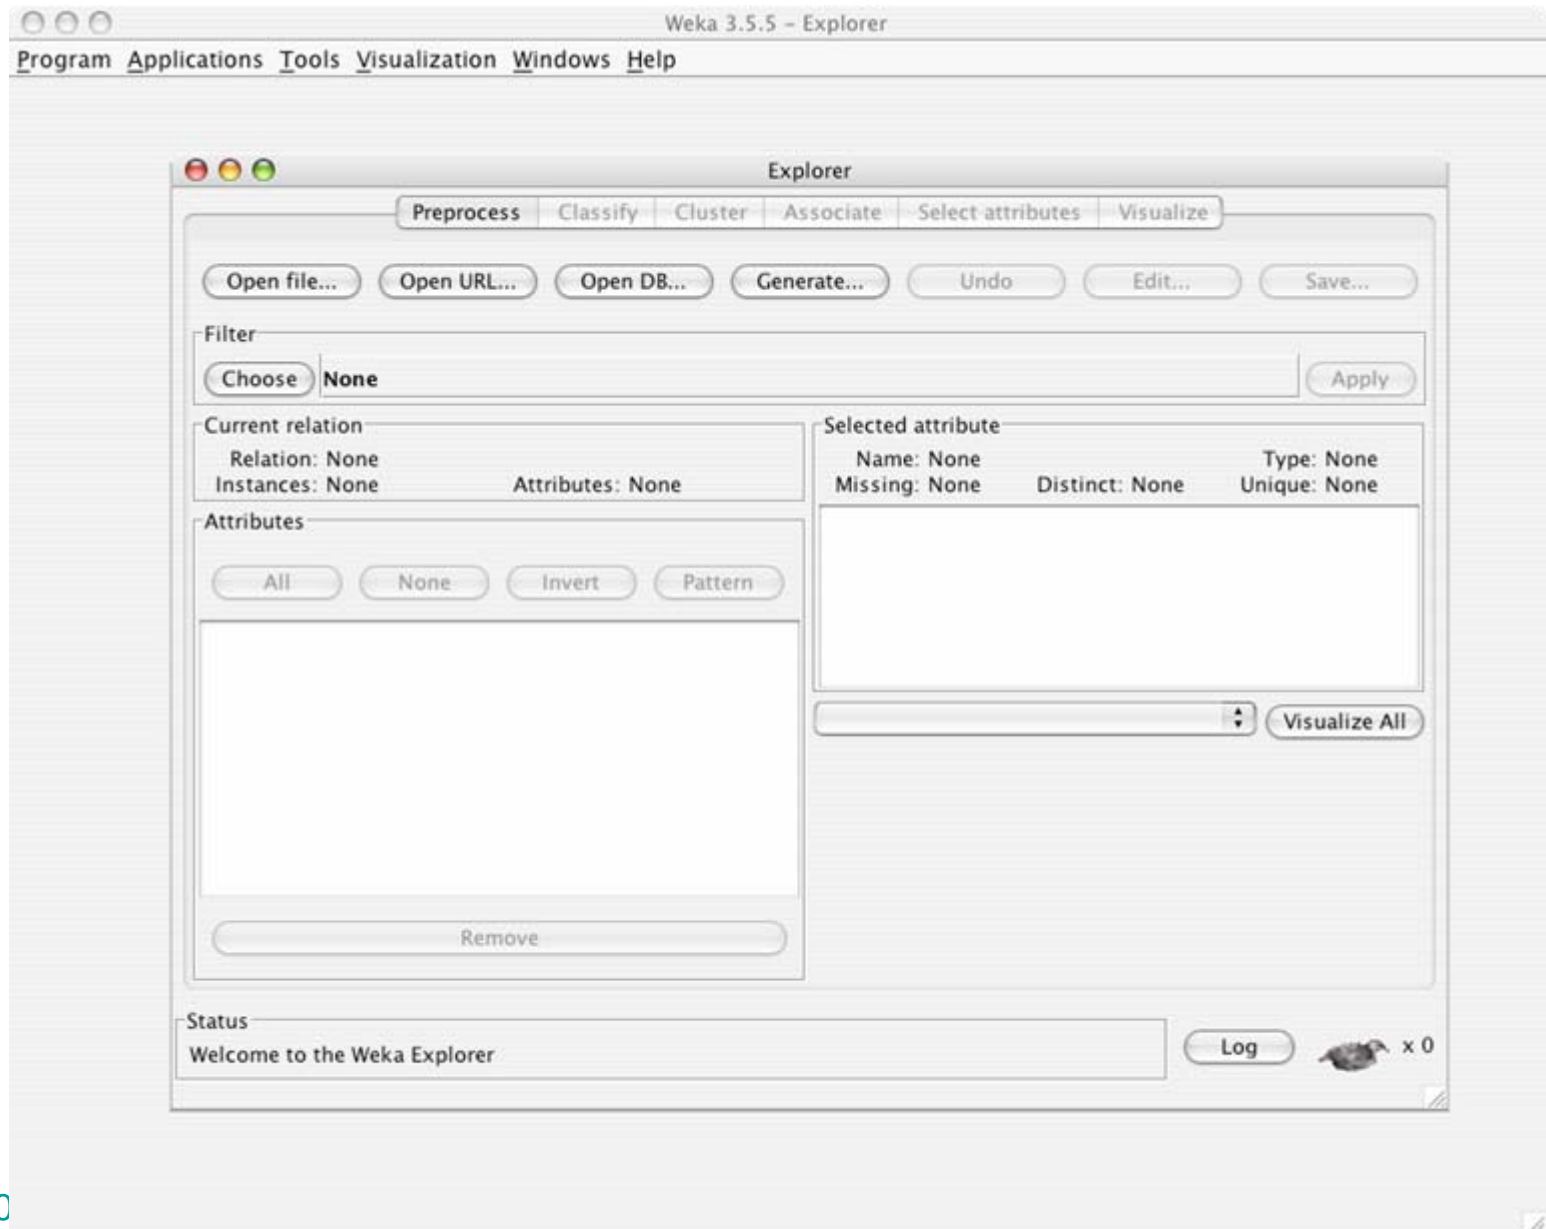 Weka 3.5.5 – Explorer
Program Applications Tools Visualization Windows Help
Explorer
Preprocess Classify Cluster Associate Select attributes Visualize
Open file... Open URL... Open DB... Generate... Undo Edit... Save...
Filter
Choose None Apply
Current relation
Relation: None
Instances: None Attributes: None
Selected attribute
Name: None Type: None
Missing: None Distinct: None Unique: None
Attributes
All None Invert Pattern
Visualize All
Remove
Status
Welcome to the Weka Explorer
Log x 0